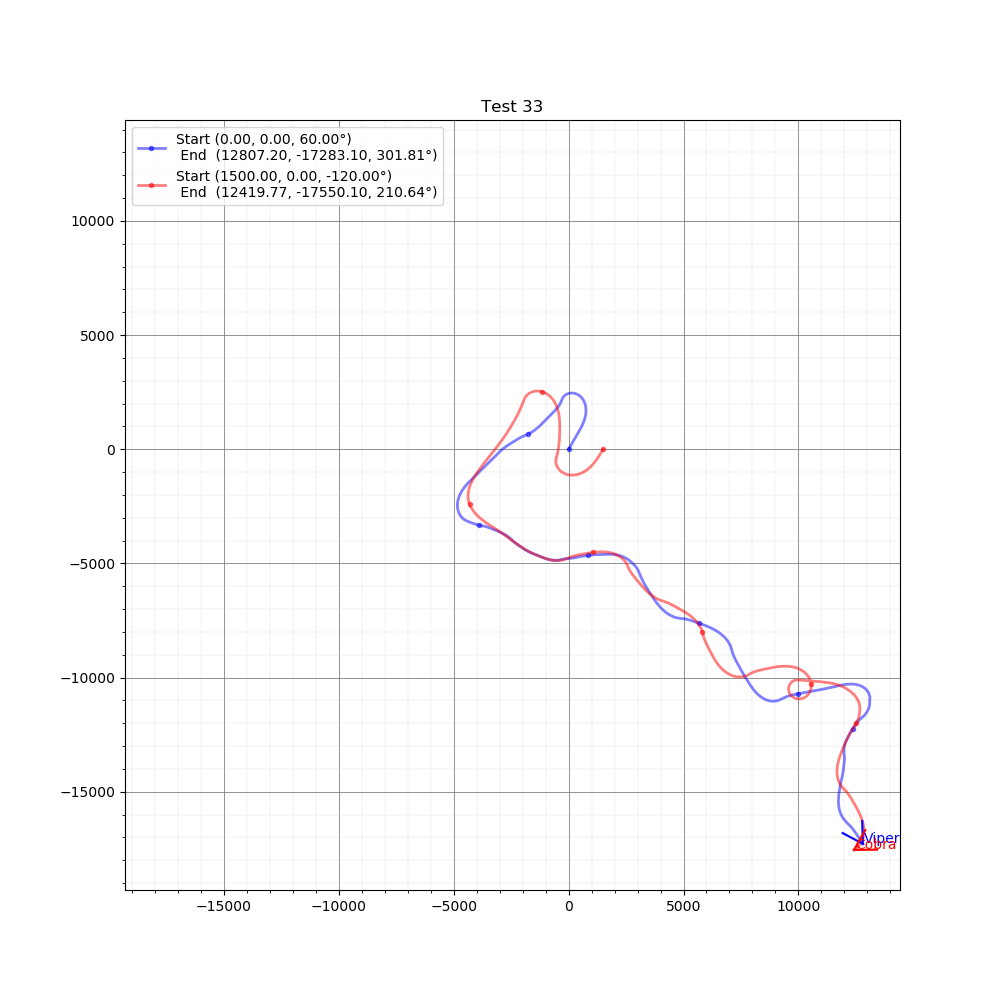 Test 33
Start (0.00, 0.00, 60.00°)
End  (12807.20, -17283.10, 301.81°)
Start (1500.00, 0.00, -120.00°)
End  (12419.77, -17550.10, 210.64°)
10000
5000
0
−5000
−10000
−15000
Viper
Cobra
−15000
−10000
−5000
0
5000
10000